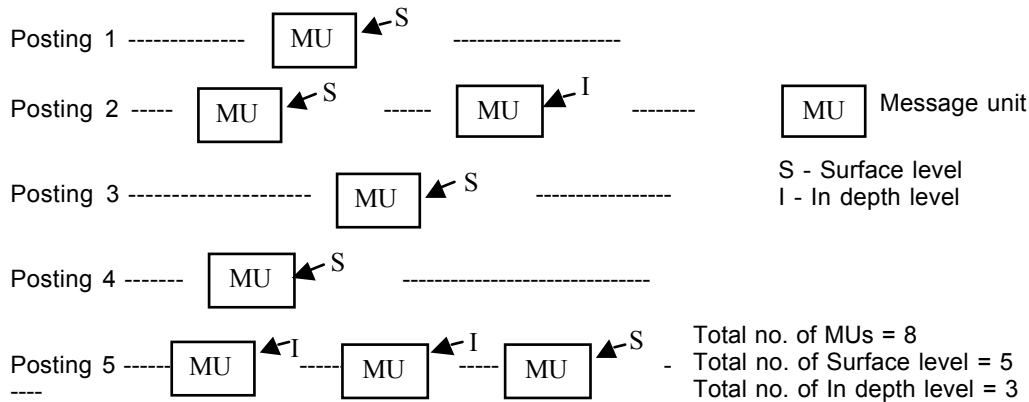 Posting 1 -------------- MU S --------------------
Posting 2 ----- MU S ------ MU I -------- MU Message unit
S - Surface level
I - In depth level
Posting 3 ---------------------- MU S -------------
Posting 4 ------- MU S ------------------------------
Posting 5 ------ MU I ----- MU I ----- MU S - Total no. of MUs = 8
Total no. of Surface level = 5
---- Total no. of In depth level = 3